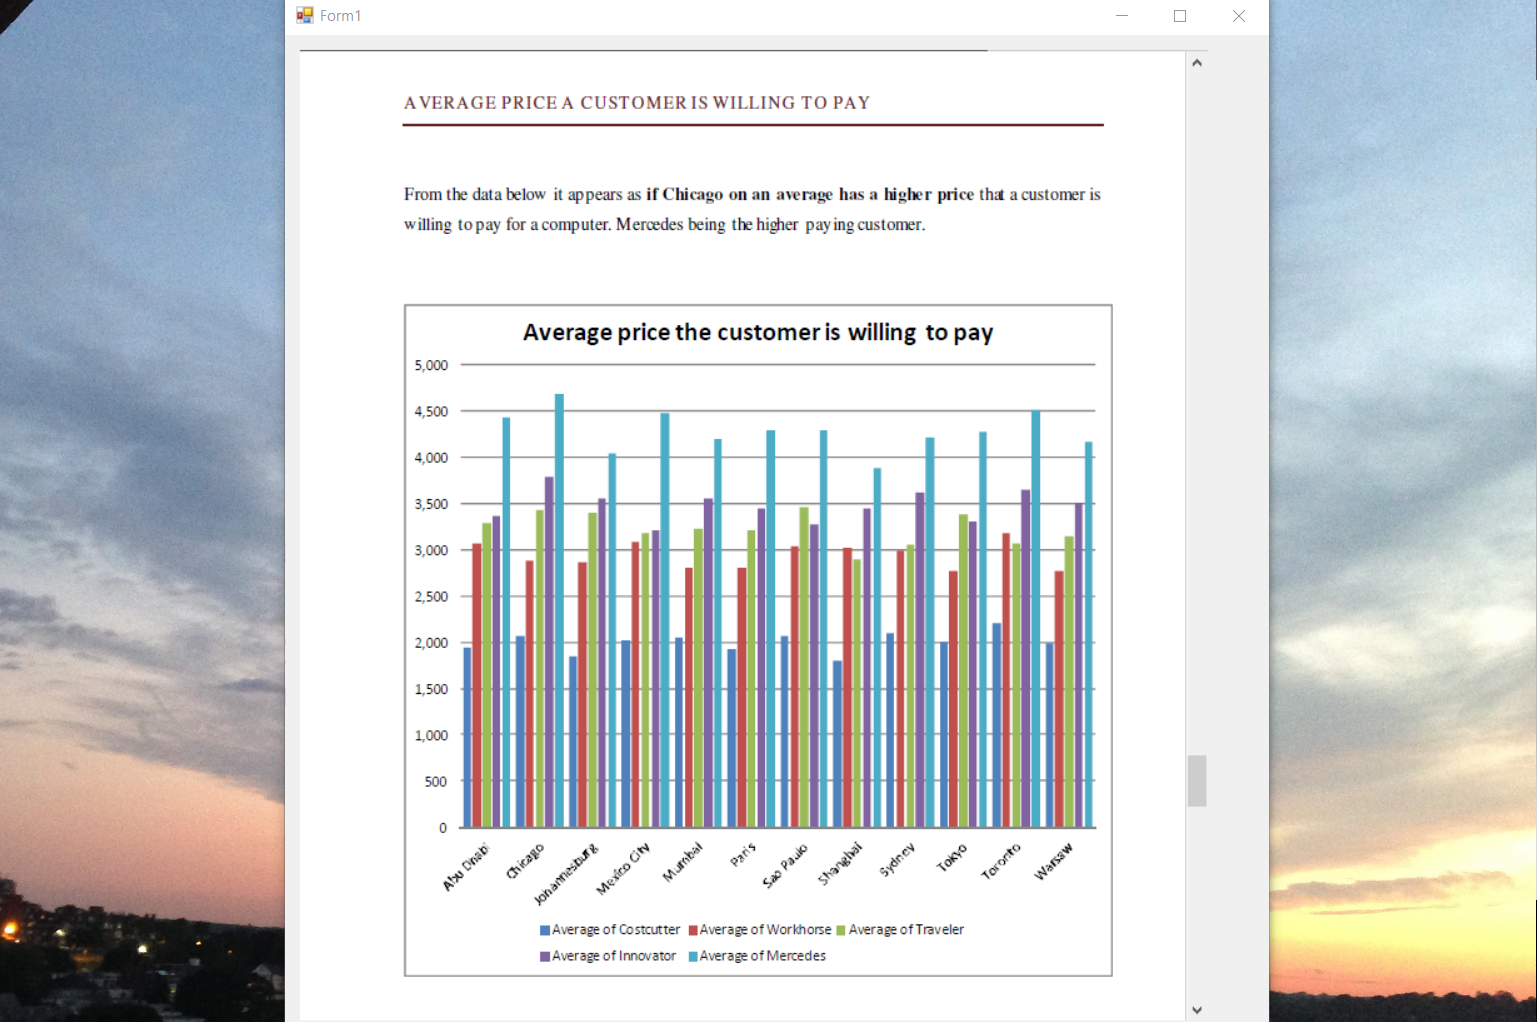 Form1
AVERAGE PRICE A CUSTOMER IS WILLING TO PAY
From the data below it appears as if Chicago on an average has a higher price that a customer is
willing to pay for a computer. Mercedes being the higher paying customer.
Average price the customer is willing to pay
5,000
4,500
4,000
3,500
3,000
2,500
2,000
1,500
1,000
500
0
Abu Dhabi
Chicago
Johannesburg
Mexico City
Mumbai
Paris
Sao Paulo
Shanghai
Sydney
Tokyo
Toronto
Warsaw
Average of Costcutter Average of Workhorse Average of Traveler
Average of Innovator Average of Mercedes